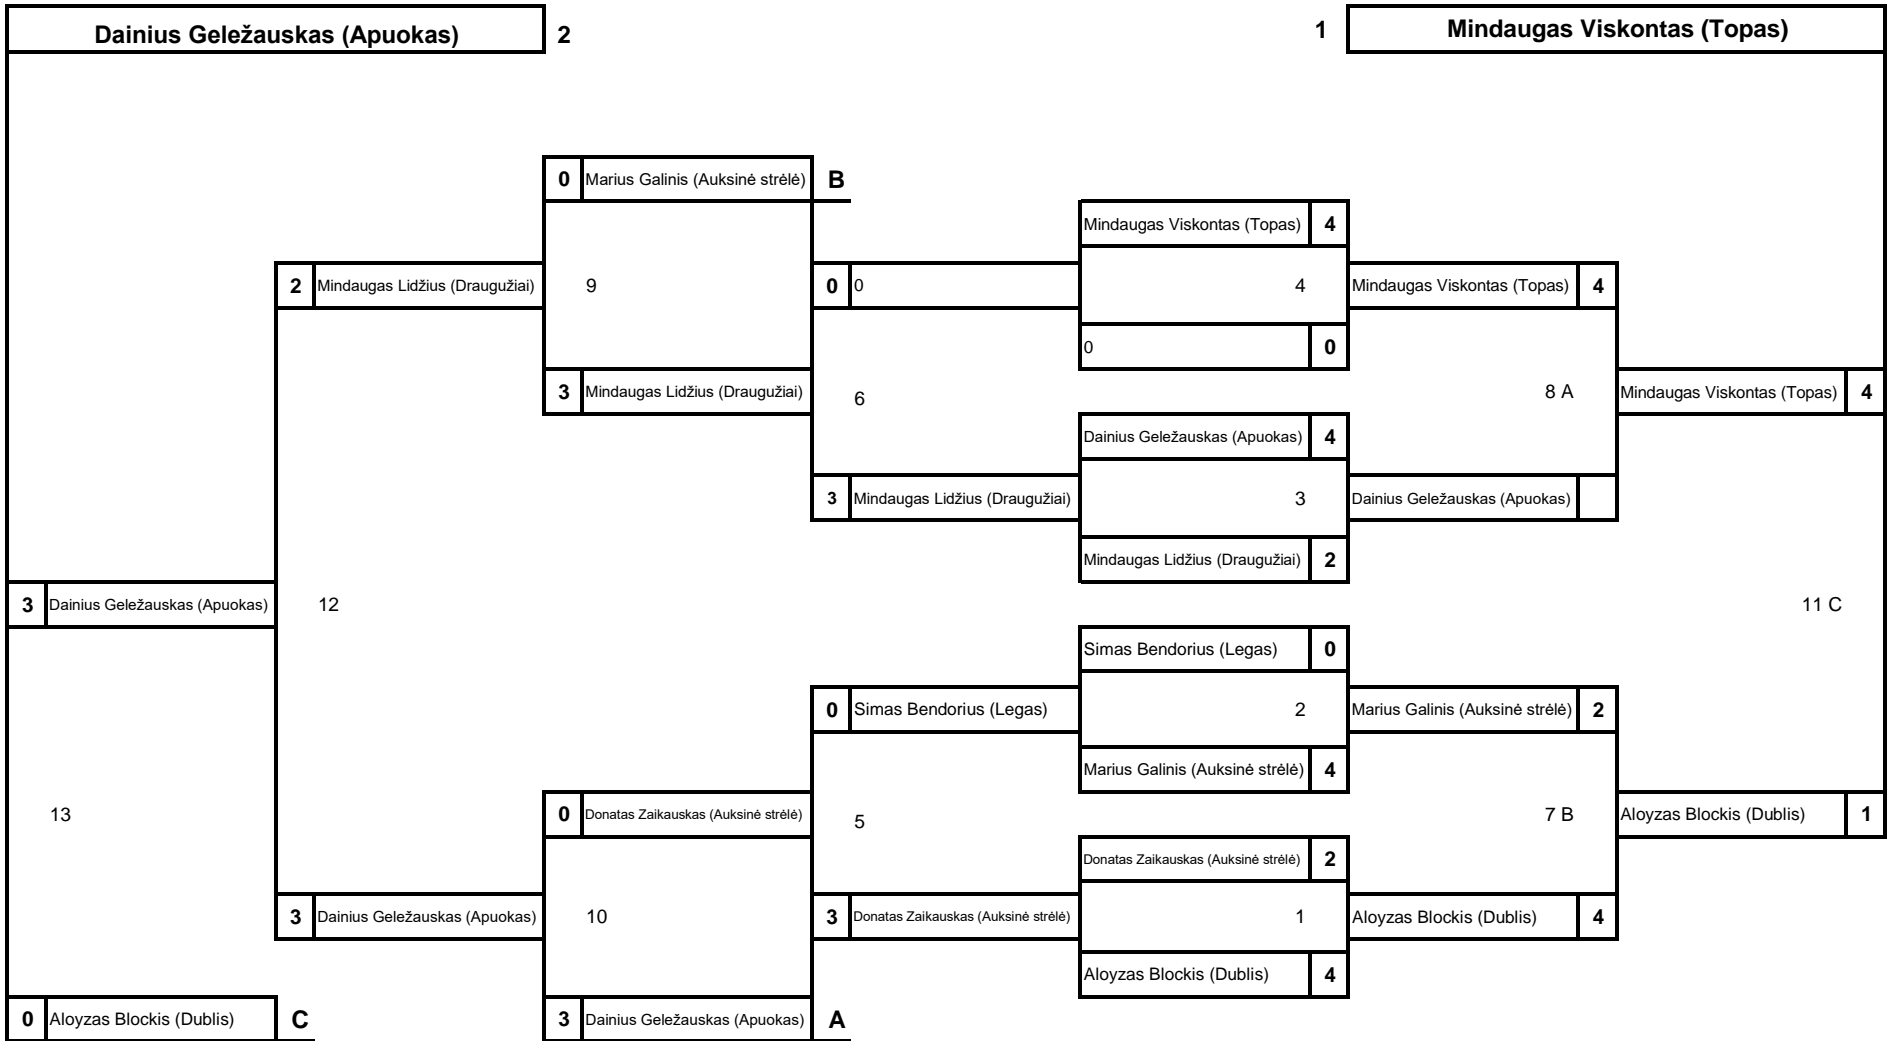 Dainius Geležauskas (Apuokas) 2 1 Mindaugas Viskontas (Topas)
0 Marius Galinis (Auksinė strėlė) B
Mindaugas Viskontas (Topas) 4
2 Mindaugas Lidžius (Draugužiai) 9 0 0 4 Mindaugas Viskontas (Topas) 4
0 0
3 Mindaugas Lidžius (Draugužiai) 6 8 A Mindaugas Viskontas (Topas) 4
Dainius Geležauskas (Apuokas) 4
3 Mindaugas Lidžius (Draugužiai) 3 Dainius Geležauskas (Apuokas)
Mindaugas Lidžius (Draugužiai) 2
3 Dainius Geležauskas (Apuokas) 12 11 C
Simas Bendorius (Legas) 0
0 Simas Bendorius (Legas) 2 Marius Galinis (Auksinė strėlė) 2
Marius Galinis (Auksinė strėlė) 4
13 0 Donatas Zaikauskas (Auksinė strėlė) 5 7 B Aloyzas Blockis (Dublis) 1
Donatas Zaikauskas (Auksinė strėlė) 2
3 Dainius Geležauskas (Apuokas) 10 3 Donatas Zaikauskas (Auksinė strėlė) 1 Aloyzas Blockis (Dublis) 4
Aloyzas Blockis (Dublis) 4
0 Aloyzas Blockis (Dublis) C 3 Dainius Geležauskas (Apuokas) A